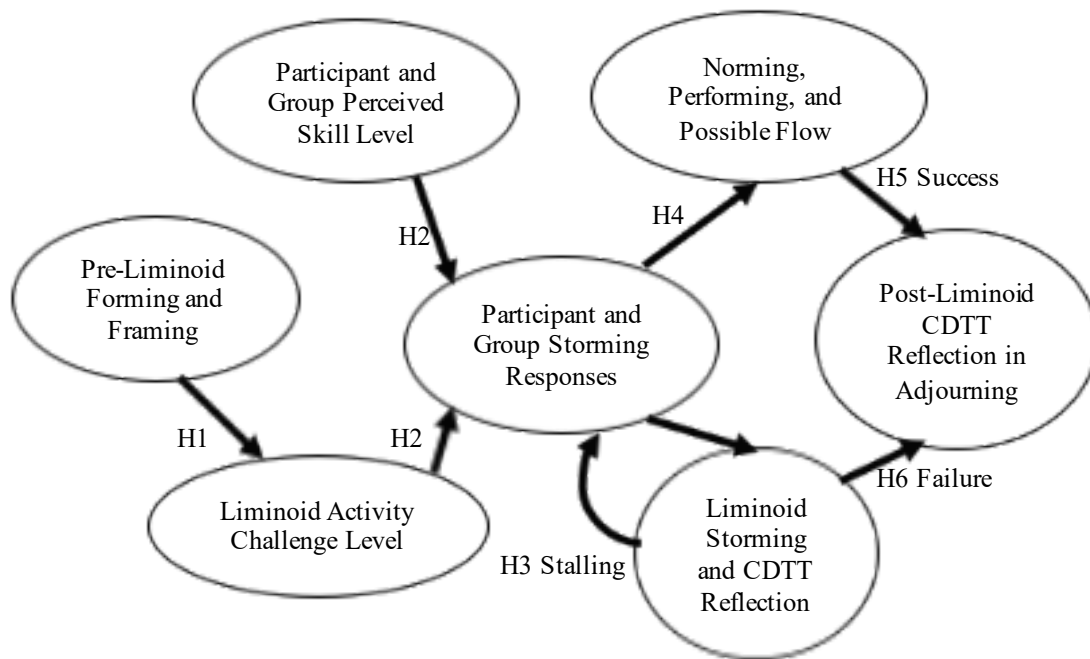 Participant and
Group Perceived
Skill Level
Norming,
Performing, and
Possible Flow
H5 Success
H4
H2
Pre-Liminoid
Forming and
Framing
Participant and
Group Storming
Responses
Post-Liminoid
CDTT
Reflection in
Adjourning
H1
H2
Liminoid Activity
Challenge Level
H3 Stalling
Liminoid
Storming
and CDTT
Reflection
H6 Failure